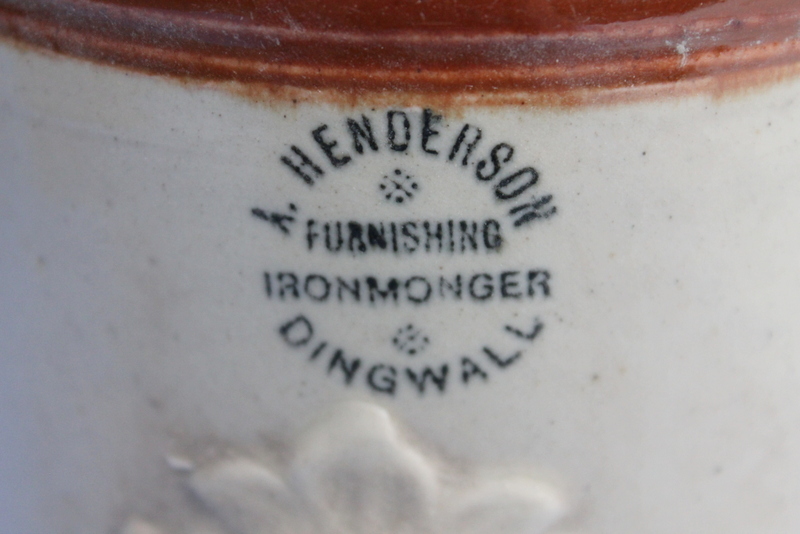 A. HENDERSON
FURNISHING
IRONMONGER
DINGWALL